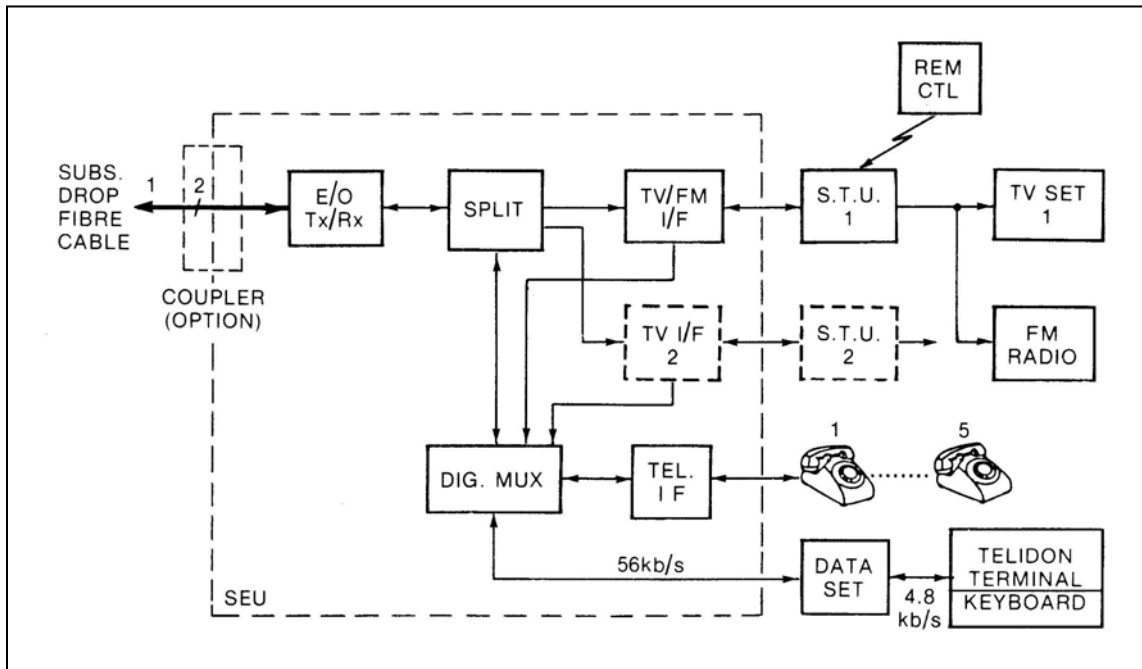 REM
CTL
SUBS.
DROP
FIBRE
CABLE
1
2
COUPLER
(OPTION)
E/O
Tx/Rx
SPLIT
TV/FM
I/F
S.T.U.
1
TV SET
1
TV I/F
2
S.T.U.
2
FM
RADIO
DIG. MUX
TEL.
I F
1
5
56kb/s
DATA
SET
4.8
kb/s
TELIDON
TERMINAL
KEYBOARD
SEU